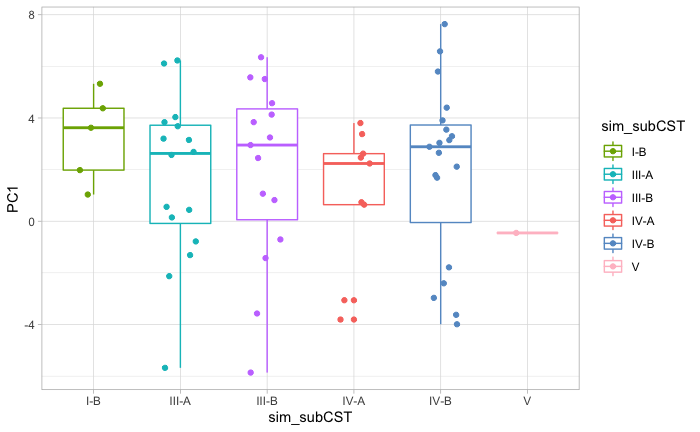 8
4
0
-4
PC1
I-B
III-A
III-B
IV-A
IV-B
V
sim_subCST
sim_subCST
I-B
III-A
III-B
IV-A
IV-B
V